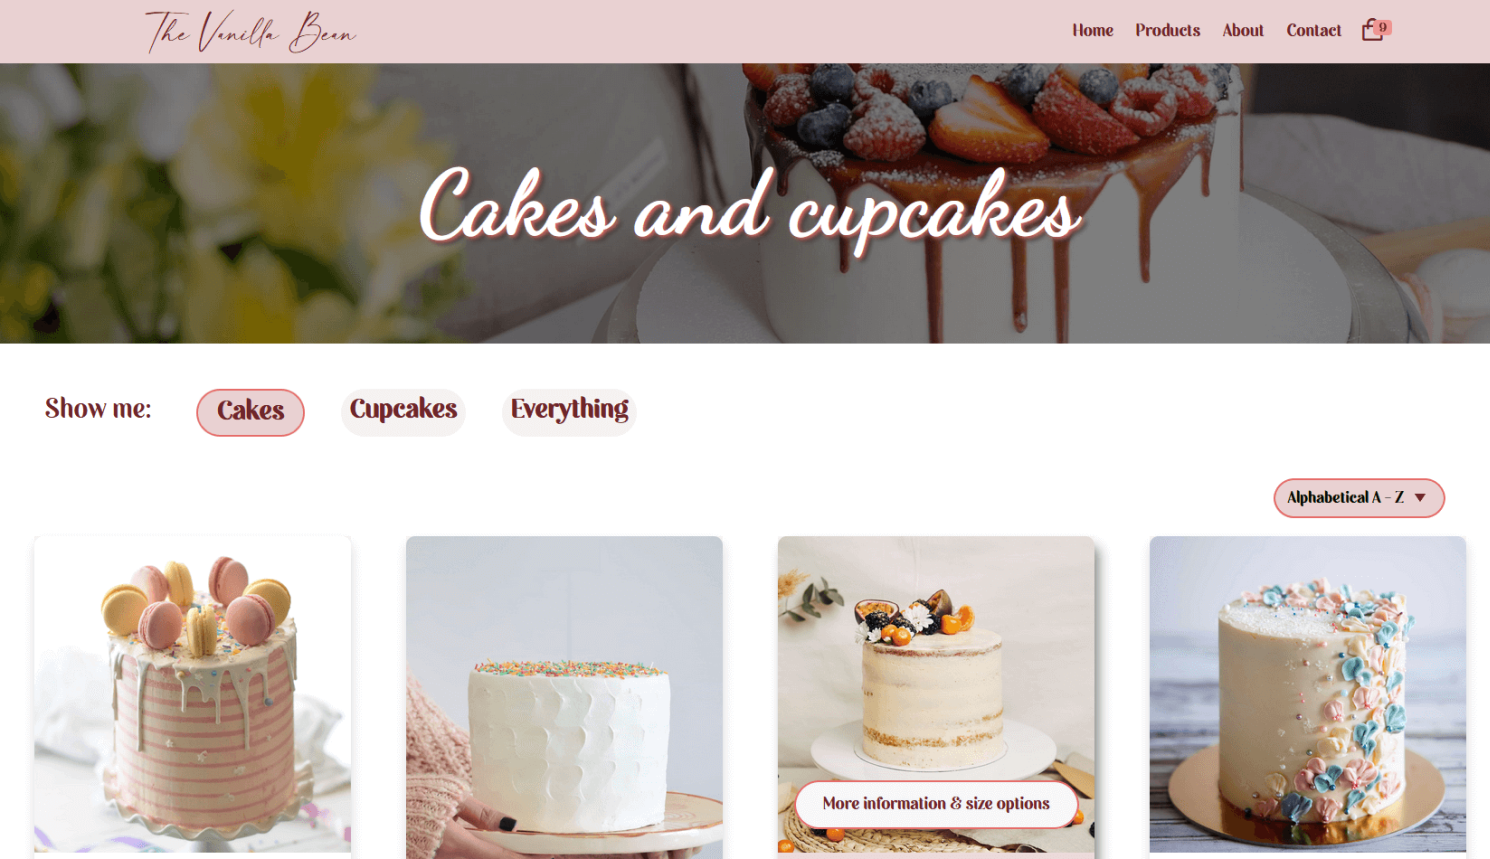 The Vanilla Bean
Home Products About Contact 9
Cakes and cupcakes
Show me: Cakes Cupcakes Everything
Alphabetical A - Z
More information & size options